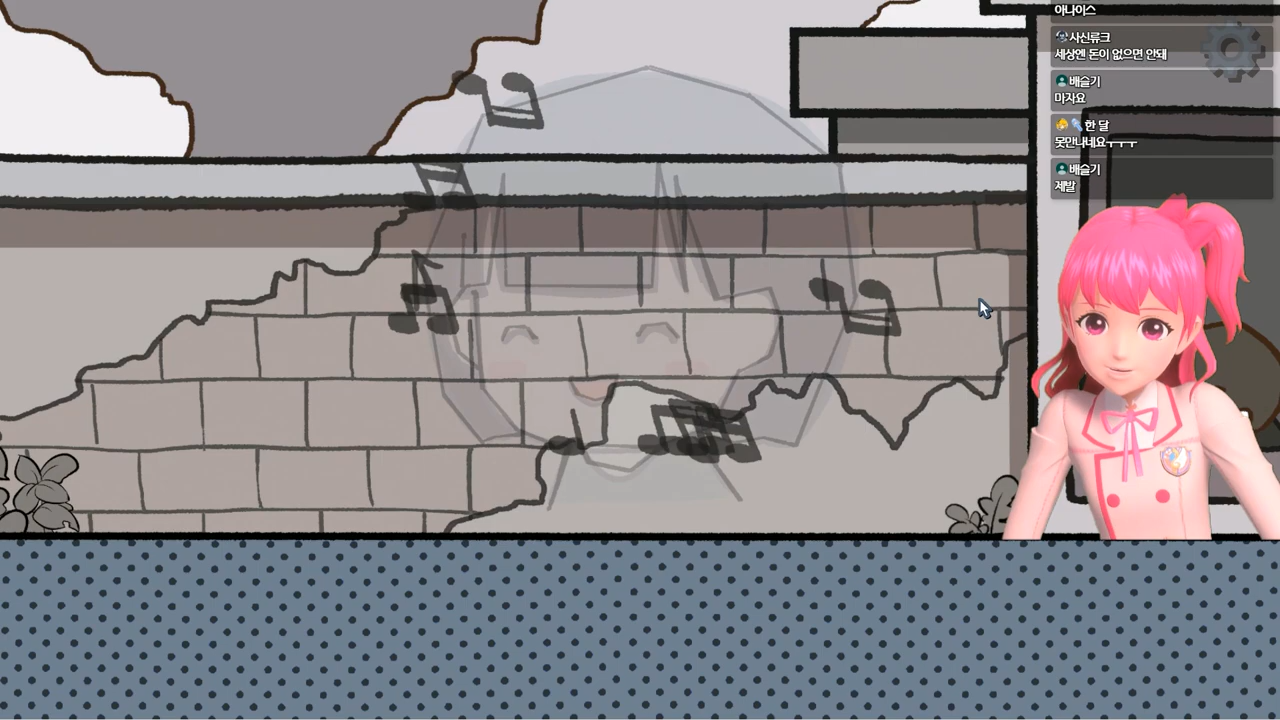 아나이스
사신류크
세상엔 돈이 없으면 안돼
배슬기
마자요
한 달
못만나네요ㅜㅜㅜ
배슬기
제발